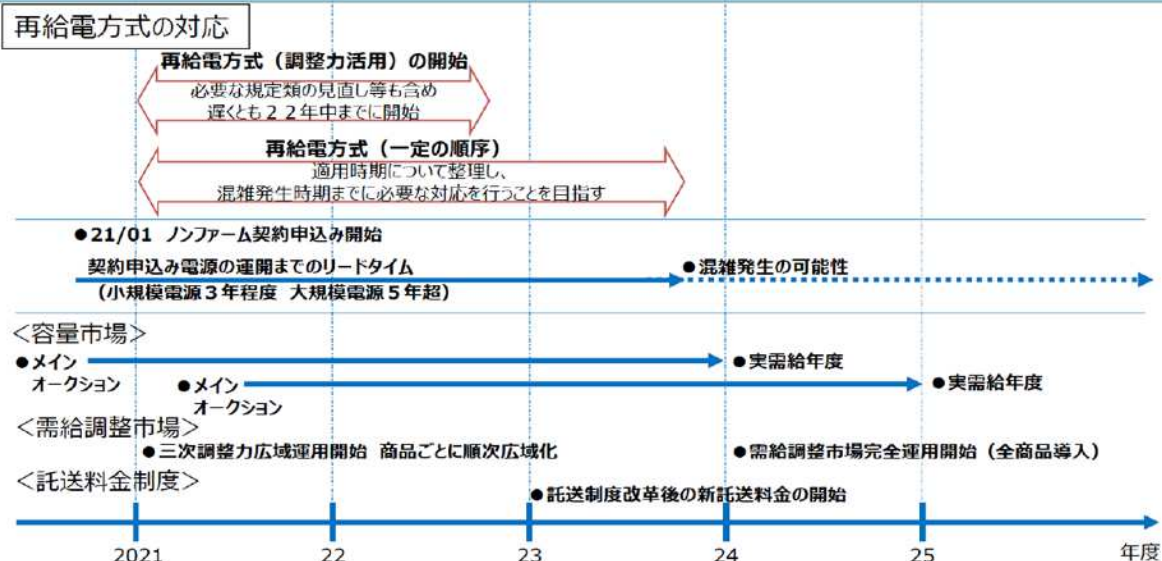 再給電方式の対応
再給電方式（調整力活用）の開始
必要な規定類の見直し等も含め
遅くとも２２年中までに開始
再給電方式（一定の順序）
適用時期について整理し、
混雑発生時期までに必要な対応を行うことを目指す
●21/01 ノンファーム契約申込み開始
契約申込み電源の運開までのリードタイム
（小規模電源３年程度 大規模電源５年超）
●混雑発生の可能性
＜容量市場＞
●メイン
オークション
●実需給年度
●メイン
オークション
●実需給年度
＜需給調整市場＞
●三次調整力広域運用開始 商品ごとに順次広域化
●需給調整市場完全運用開始（全商品導入）
＜託送料金制度＞
●託送制度改革後の新託送料金の開始
2021 22 23 24 25 年度